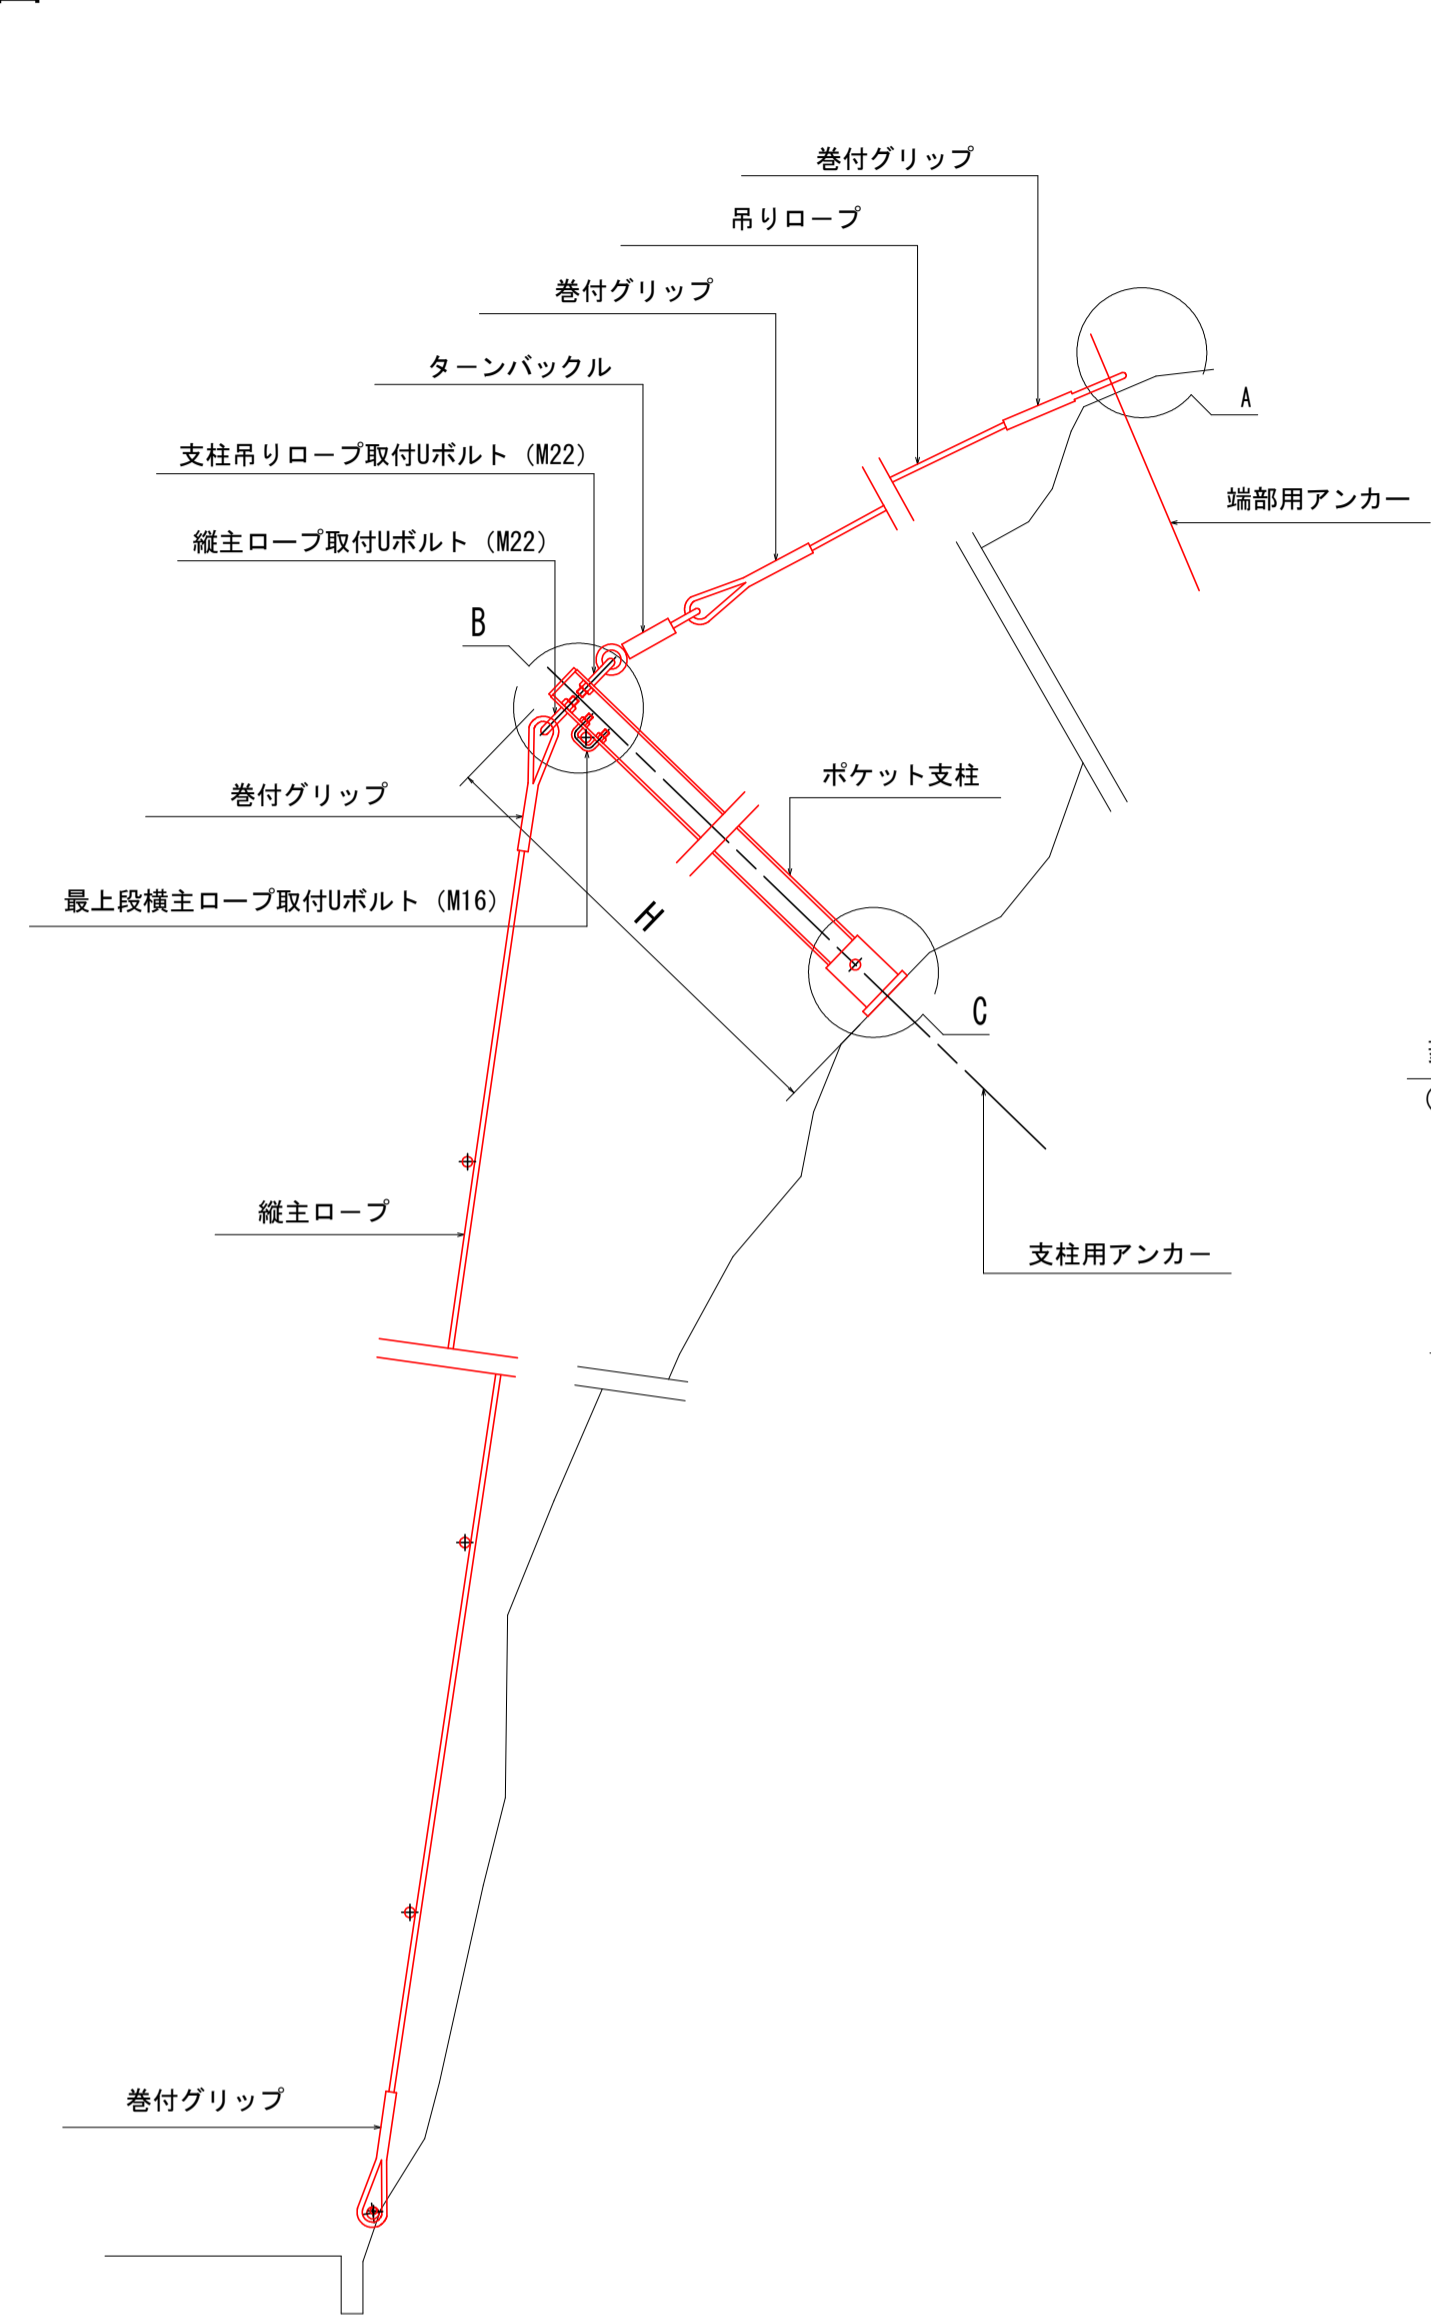 巻付グリップ
吊りロープ
巻付グリップ
ターンバックル
A
支柱吊りロープ取付Uボルト（M22）
端部用アンカー
縦主ロープ取付Uボルト（M22）
B
ポケット支柱
巻付グリップ
最上段横主ロープ取付Uボルト（M16）
H
C
縦主ロープ
支柱用アンカー
巻付グリップ